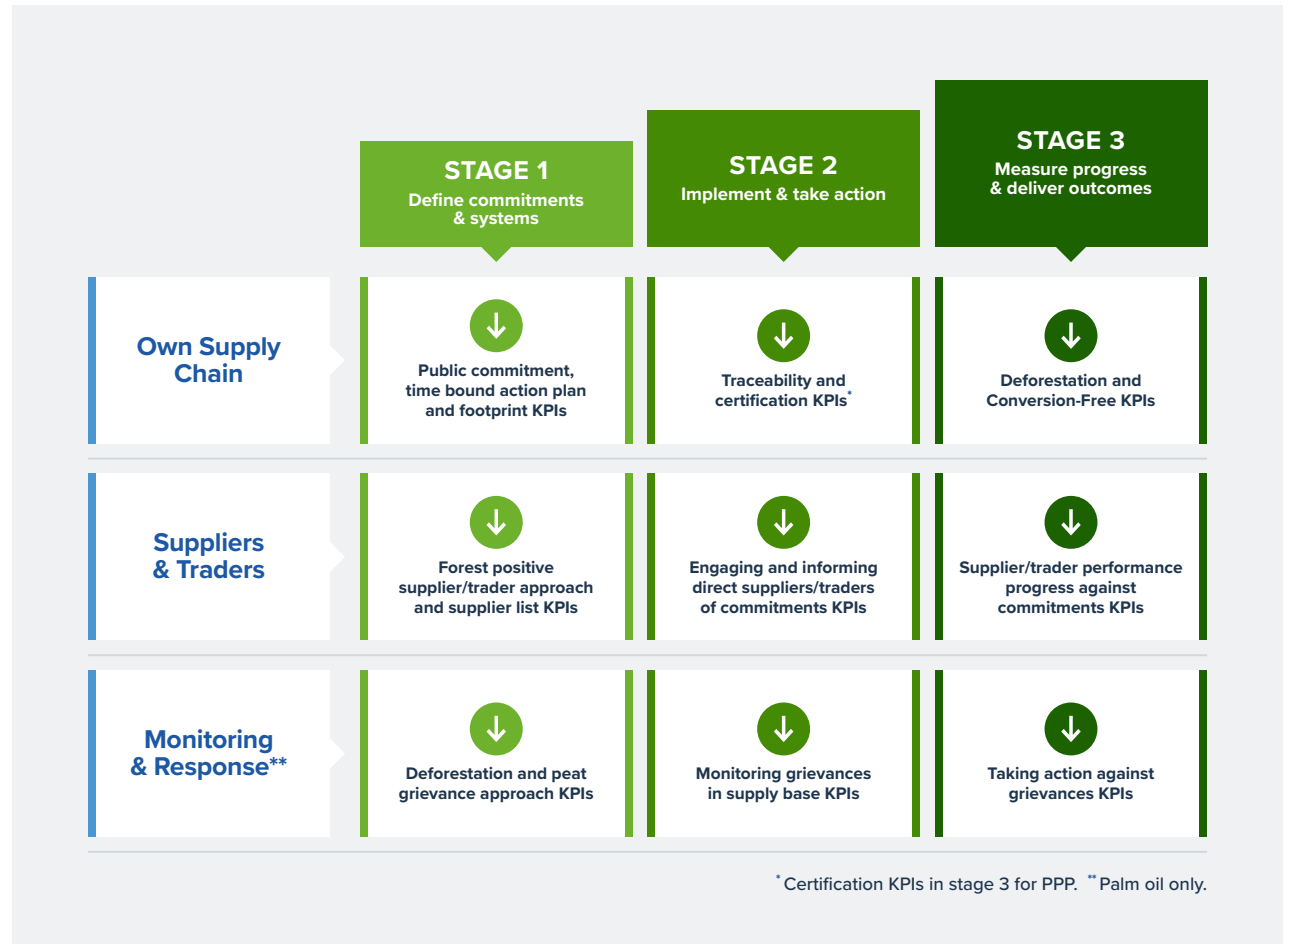 STAGE 1
Define commitments
& systems
STAGE 2
Implement & take action
STAGE 3
Measure progress
& deliver outcomes
Own Supply
Chain
Public commitment,
time bound action plan
and footprint KPIs
Traceability and
certification KPIs*
Deforestation and
Conversion-Free KPIs
Suppliers
& Traders
Forest positive
supplier/trader approach
and supplier list KPIs
Engaging and informing
direct suppliers/traders
of commitments KPIs
Supplier/trader performance
progress against
commitments KPIs
Monitoring
& Response**
Deforestation and peat
grievance approach KPIs
Monitoring grievances
in supply base KPIs
Taking action against
grievances KPIs
* Certification KPIs in stage 3 for PPP. ** Palm oil only.